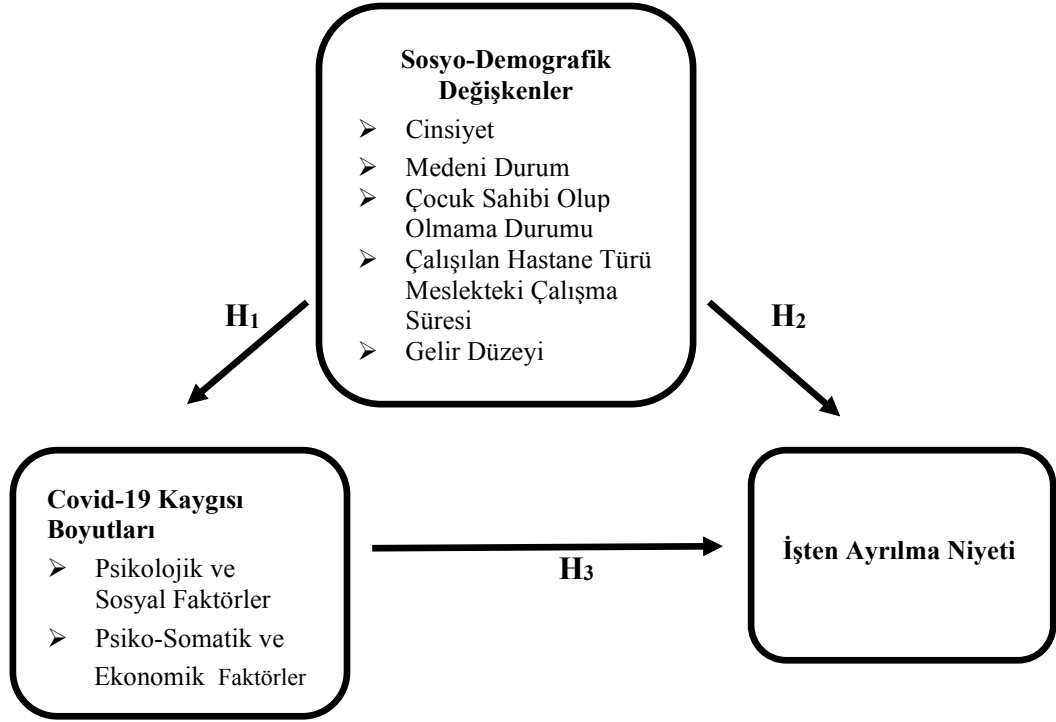 Sosyo-Demografik
Değişkenler
➢ Cinsiyet
➢ Medeni Durum
➢ Çocuk Sahibi Olup
Olmama Durumu
➢ Çalışılan Hastane Türü
Meslekteki Çalışma
Süresi
➢ Gelir Düzeyi
H1
H2
Covid-19 Kaygısı
Boyutları
➢ Psikolojik ve
Sosyal Faktörler
➢ Psiko-Somatik ve
Ekonomik Faktörler
H3
İşten Ayrılma Niyeti